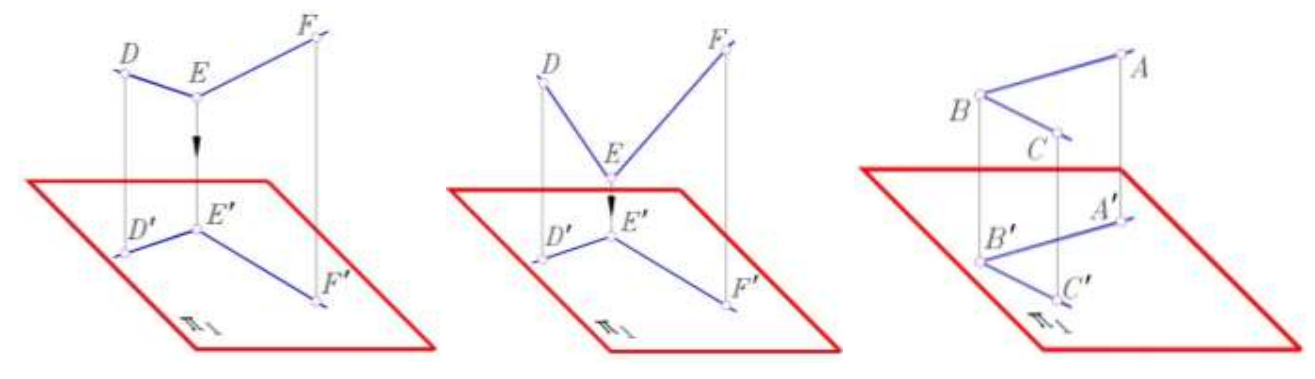 D E F
D' E' F'
π₁
D E F
D' E' F'
π₁
A B C
A' B' C'
π₁